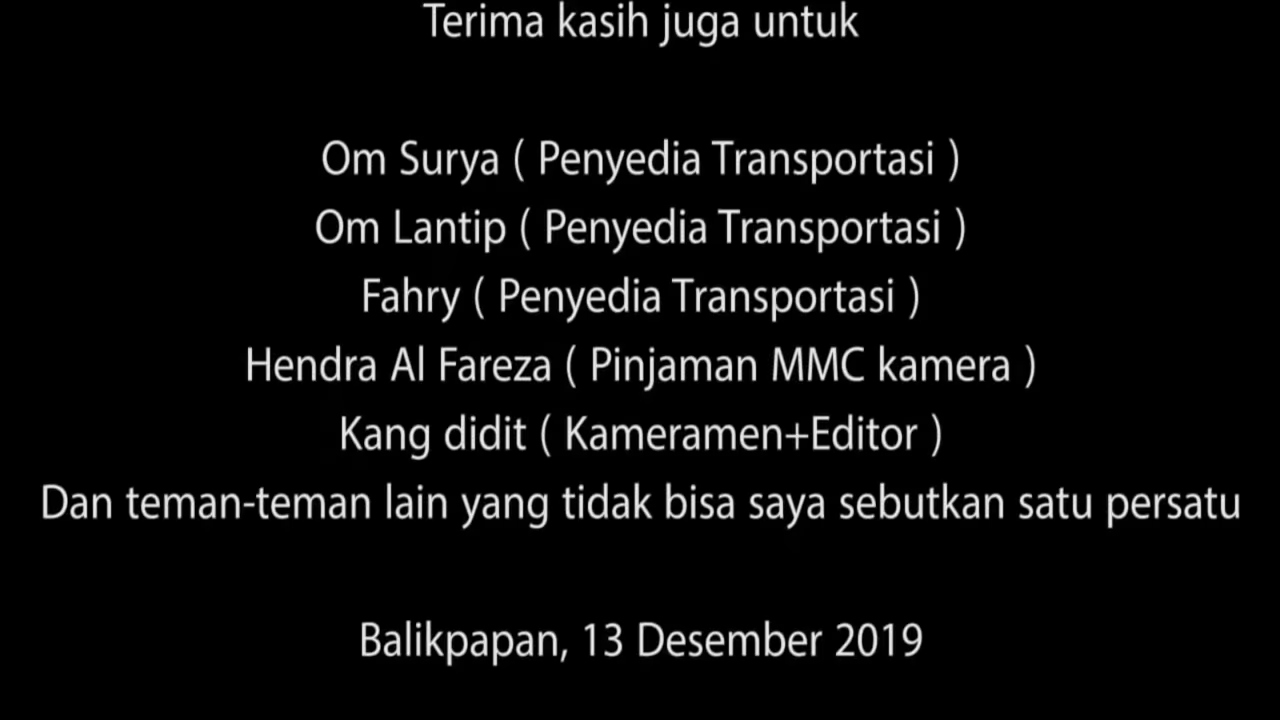 Terima kasih juga untuk
Om Surya ( Penyedia Transportasi )
Om Lantip ( Penyedia Transportasi )
Fahry ( Penyedia Transportasi )
Hendra Al Fareza ( Pinjaman MMC kamera )
Kang didit ( Kameramen+Editor )
Dan teman-teman lain yang tidak bisa saya sebutkan satu persatu
Balikpapan, 13 Desember 2019